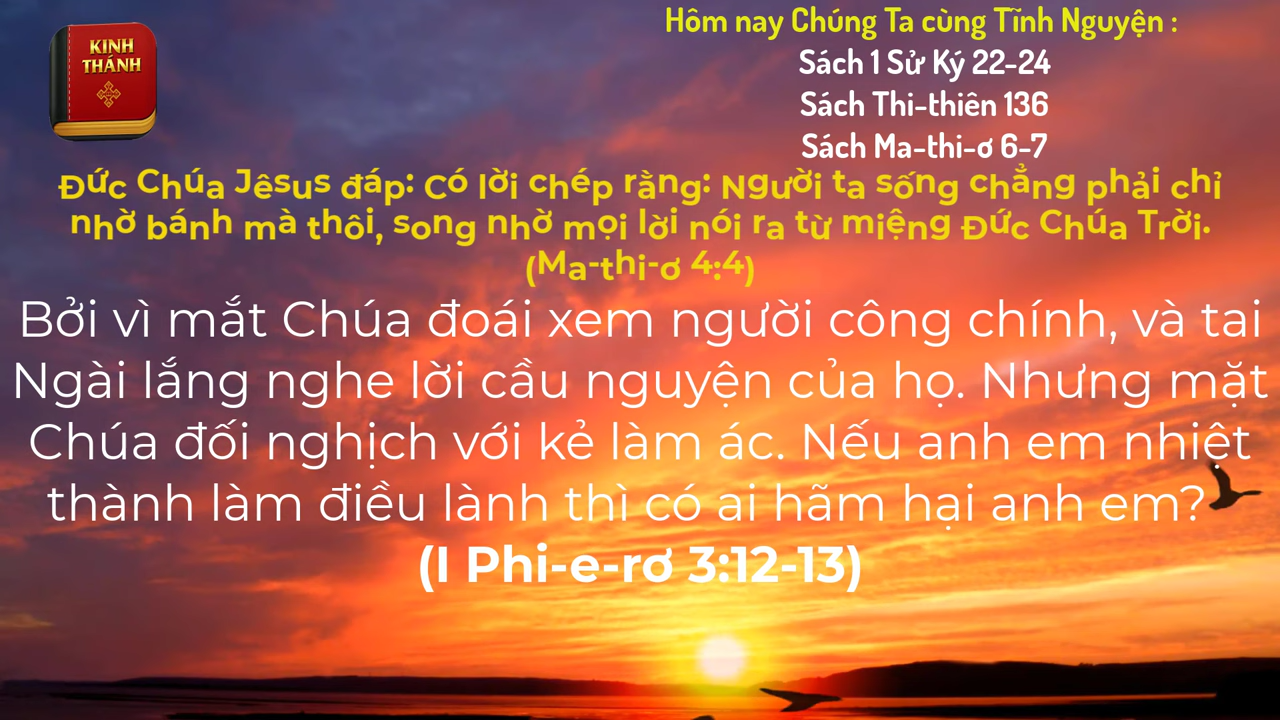 KINH
THÁNH
Hôm nay Chúng Ta cùng Tĩnh Nguyện :
Sách 1 Sử Ký 22-24
Sách Thi-thiên 136
Sách Ma-thi-ơ 6-7
Đức Chúa Jêsus đáp: Có lời chép rằng: Người ta sống chẳng phải chỉ
nhờ bánh mà thôi, song nhờ mọi lời nói ra từ miệng Đức Chúa Trời.
(Ma-thi-ơ 4:4)
Bởi vì mắt Chúa đoái xem người công chính, và tai
Ngài lắng nghe lời cầu nguyện của họ. Nhưng mặt
Chúa đối nghịch với kẻ làm ác. Nếu anh em nhiệt
thành làm điều lành thì có ai hãm hại anh em?
(I Phi-e-rơ 3:12-13)